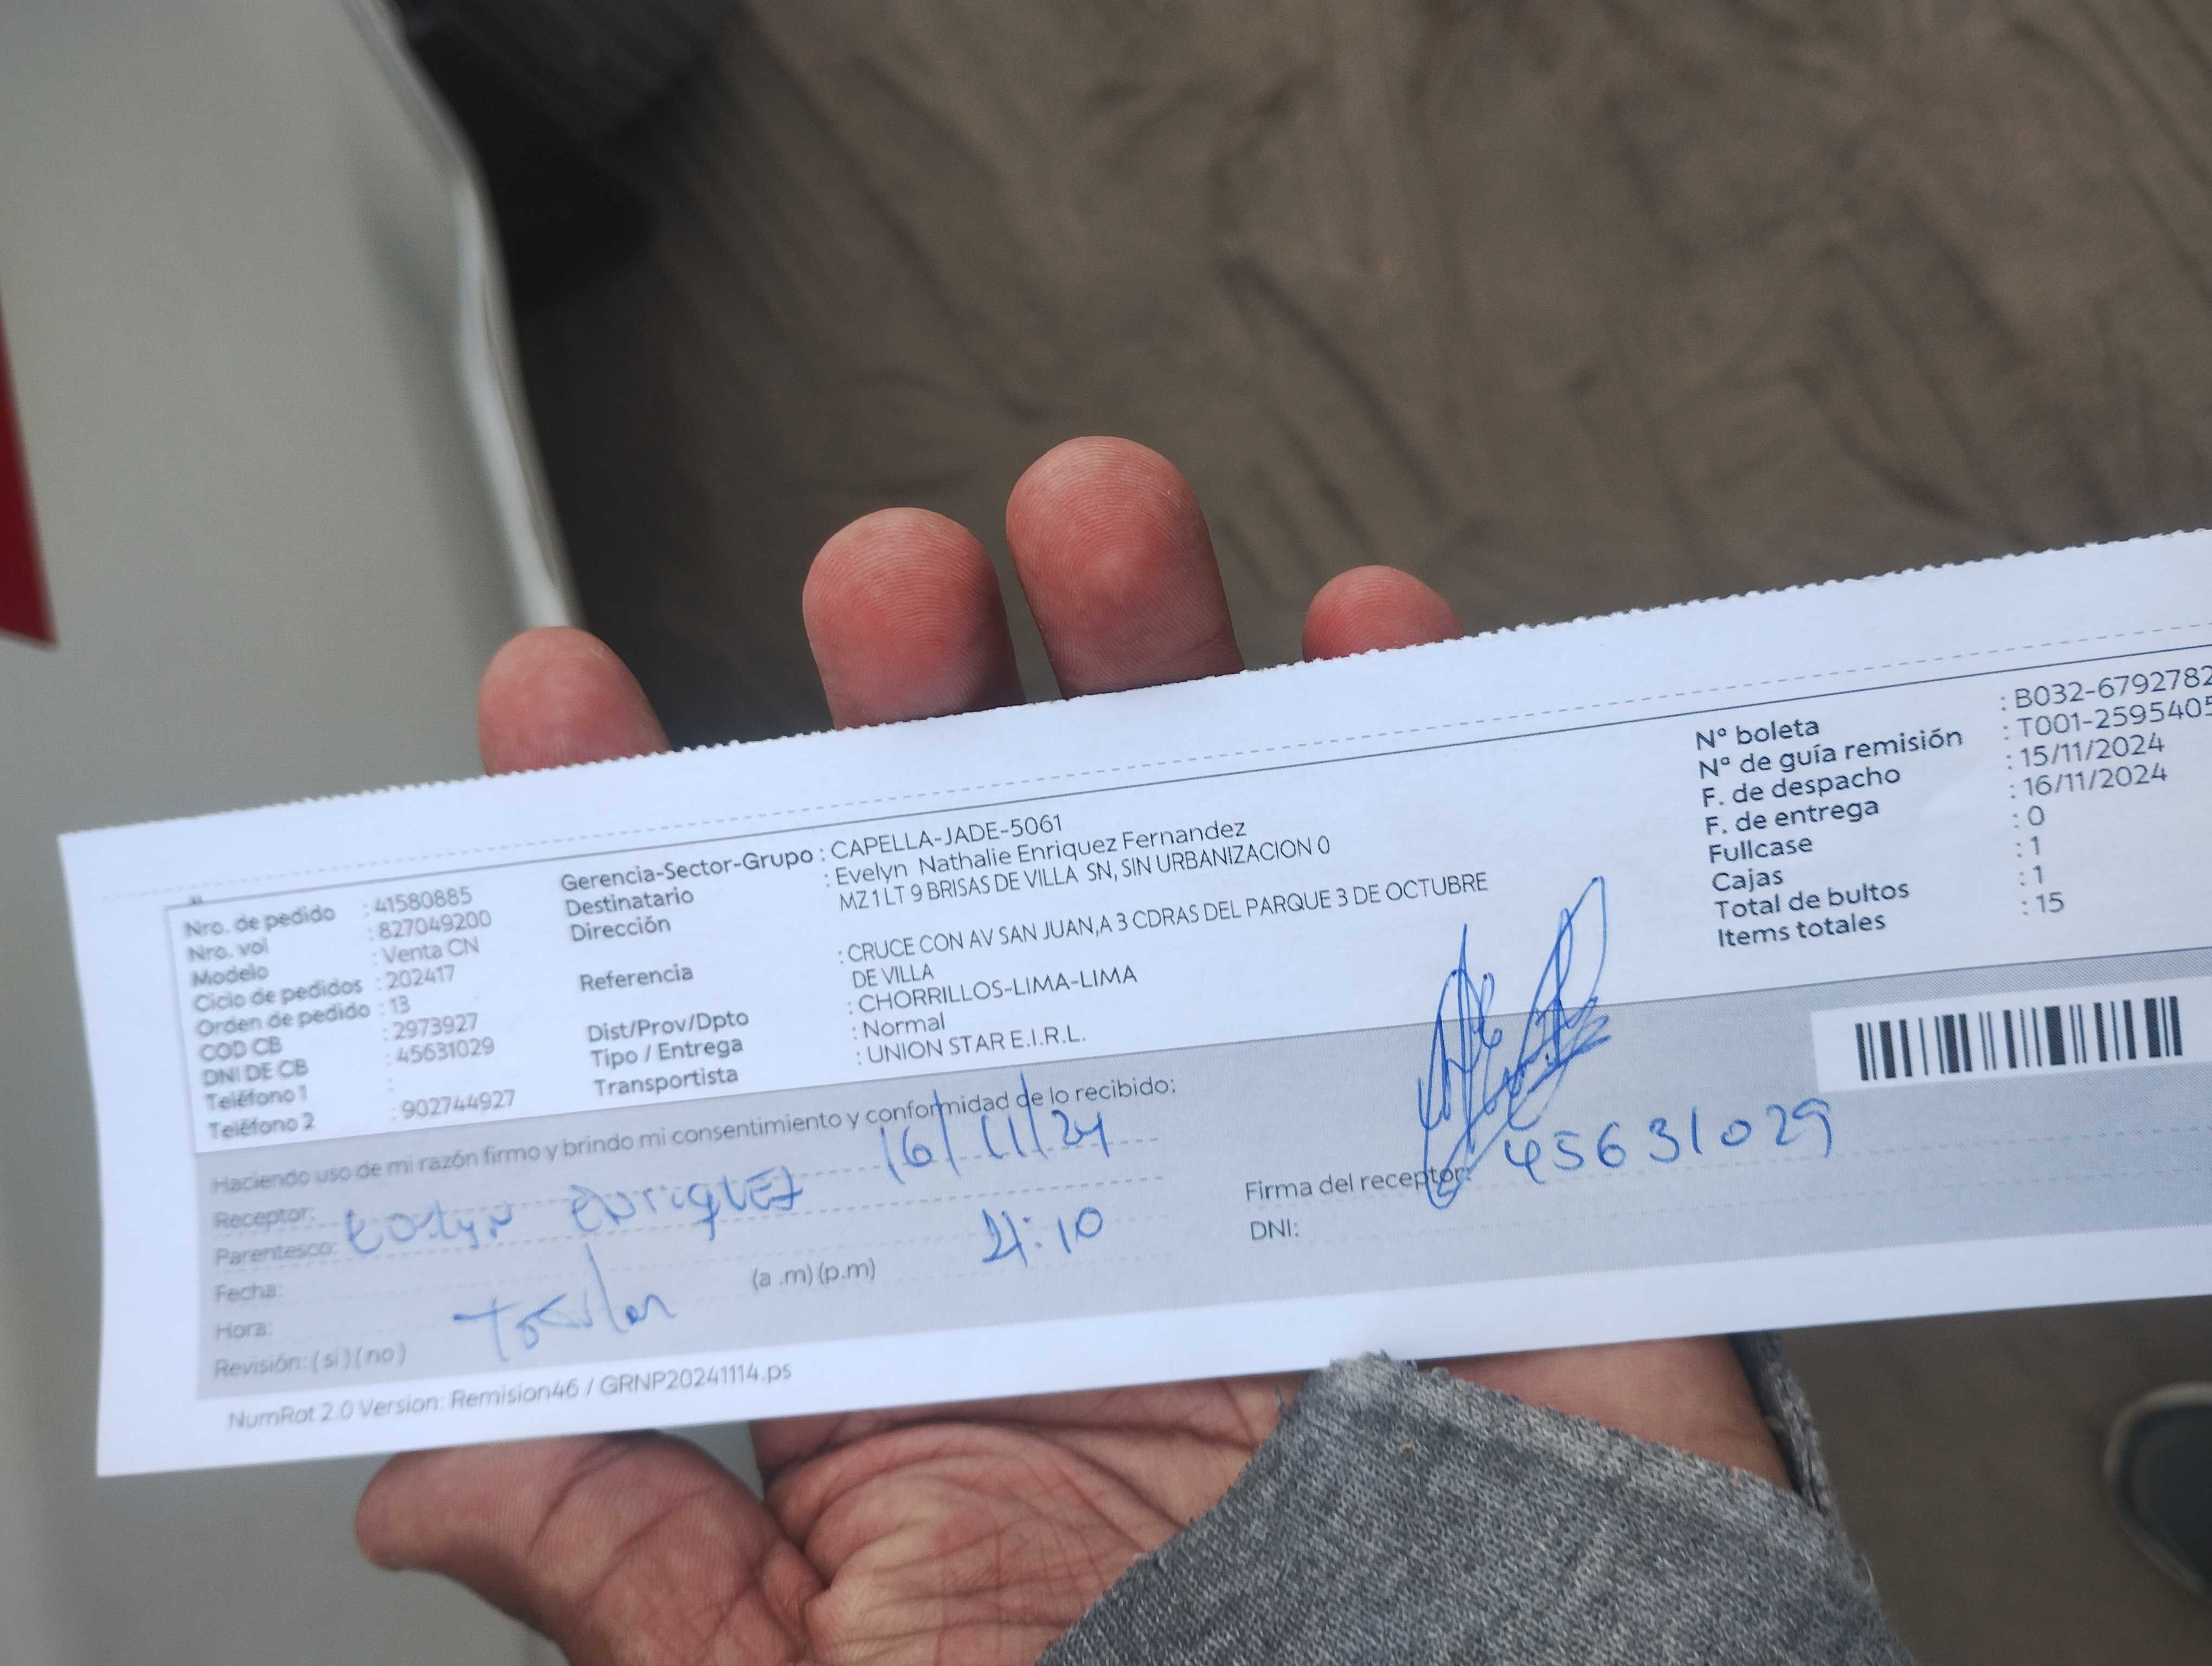 Nro. de pedido : 41580885
Nro. vol : 827049200
Modelo : Venta CN
Ciclo de pedidos : 202417
Orden de pedido : 13
COD CB : 2973927
DNI DE CB : 45631029
Teléfono 1 :
Teléfono 2 : 902744927
Gerencia-Sector-Grupo : CAPELLA-JADE-5061
Destinatario : Evelyn Nathalie Enriquez Fernandez
Dirección MZ 1 LT 9 BRISAS DE VILLA SN, SIN URBANIZACION 0
Referencia : CRUCE CON AV SAN JUAN,A 3 CDRAS DEL PARQUE 3 DE OCTUBRE
DE VILLA
Dist/Prov/Dpto : CHORRILLOS-LIMA-LIMA
Tipo / Entrega : Normal
Transportista : UNION STAR E.I.R.L.
Nº boleta : B032-6792782
Nº de guía remisión : T001-2595405
F. de despacho : 15/11/2024
F. de entrega : 16/11/2024
Fullcase : 0
Cajas : 1
Total de bultos : 1
Items totales : 15
Haciendo uso de mi razón firmo y brindo mi consentimiento y conformidad de lo recibido:
Receptor: 16/11/24
Parentesco: Evelyn Enriquez
Fecha:
Hora: (a .m) (p.m) :10
Revisión: ( si ) ( no )
Firma del receptor: 45631029
DNI:
NumRot 2.0 Version: Remision46 / GRNP20241114.ps